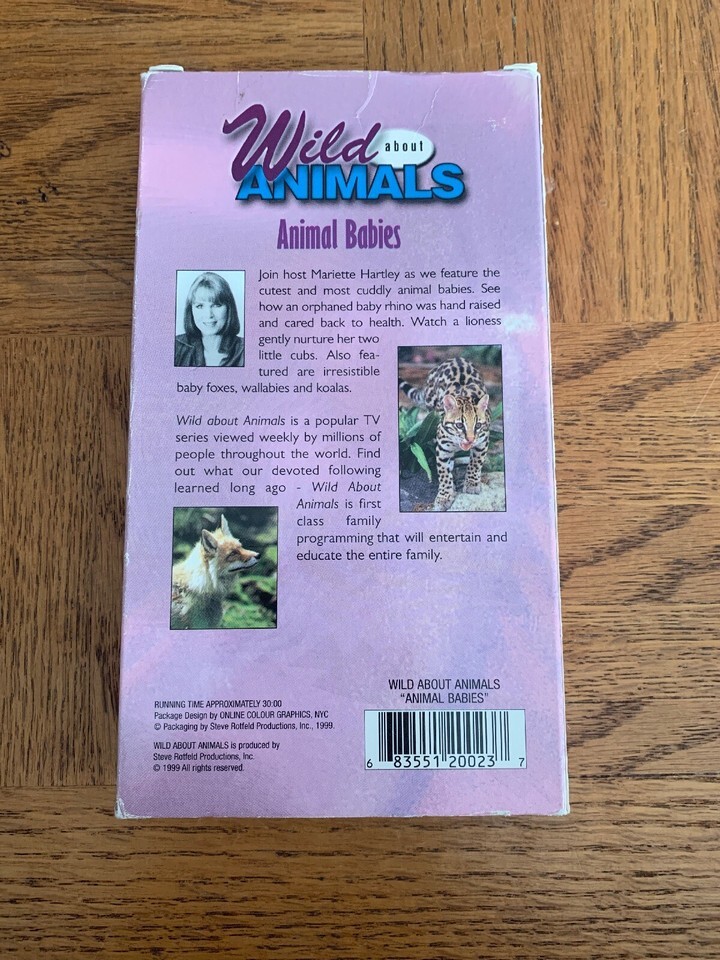 Wild about
ANIMALS
Animal Babies
Join host Mariette Hartley as we feature the
cutest and most cuddly animal babies. See
how an orphaned baby rhino was hand raised
and cared back to health. Watch a lioness
gently nurture her two
little cubs. Also fea-
tured are irresistible
baby foxes, wallabies and koalas.
Wild about Animals is a popular TV
series viewed weekly by millions of
people throughout the world. Find
out what our devoted following
learned long ago - Wild About
Animals is first
class family
programming that will entertain and
educate the entire family.
RUNNING TIME APPROXIMATELY 30:00
Package Design by ONLINE COLOUR GRAPHICS, NYC
© Packaging by Steve Rotfeld Productions, Inc., 1999.
WILD ABOUT ANIMALS is produced by
Steve Rotfeld Productions, Inc.
© 1999 All rights reserved.
WILD ABOUT ANIMALS
"ANIMAL BABIES"
6 83551 20023 7